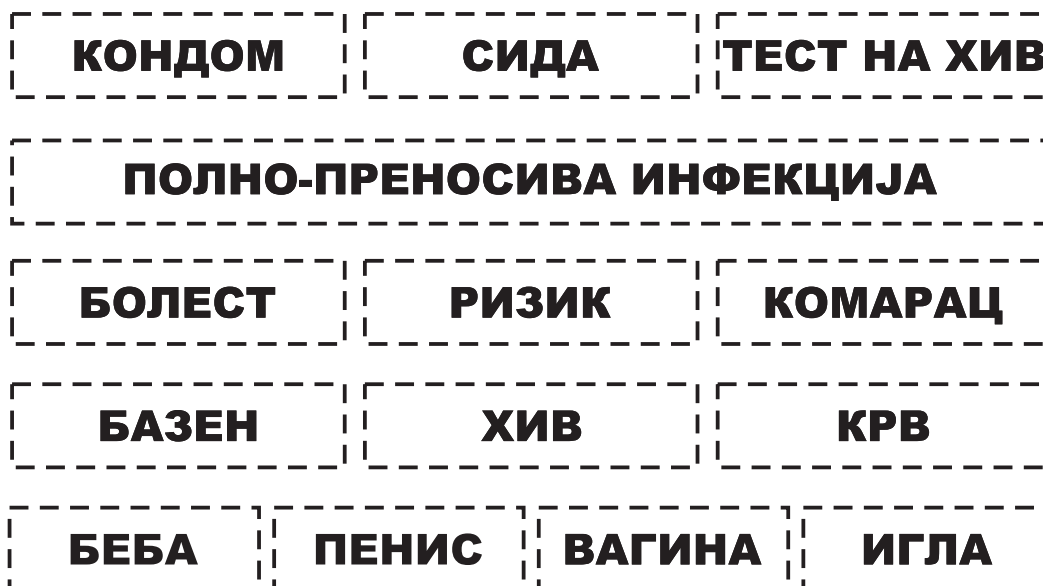 КОНДОМ СИДА ТЕСТ НА ХИВ
ПОЛНО-ПРЕНОСИВА ИНФЕКЦИЈА
БОЛЕСТ РИЗИК КОМАРАЦ
БАЗЕН ХИВ КРВ
БЕБА ПЕНИС ВАГИНА ИГЛА